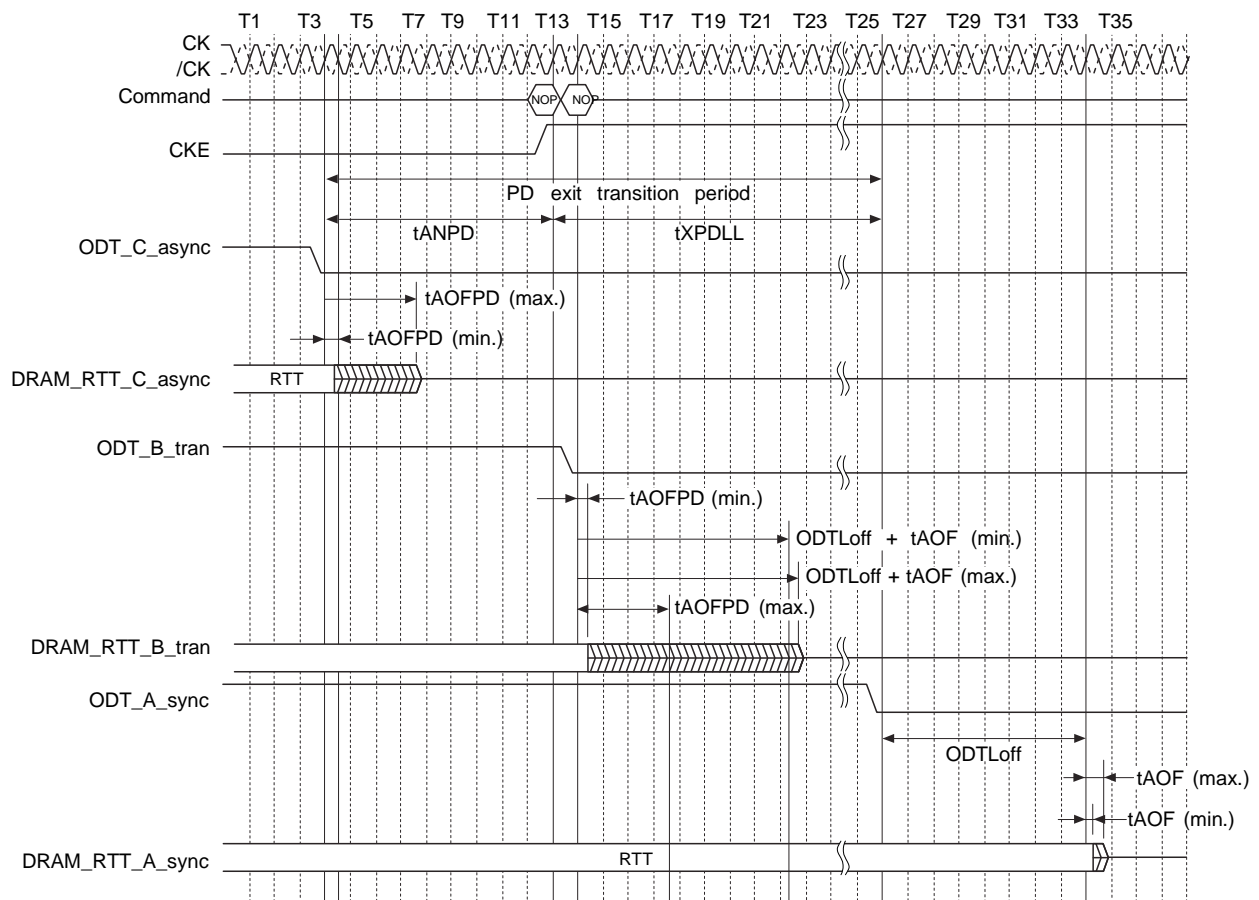 T1 T3 T5 T7 T9 T11 T13 T15 T17 T19 T21 T23 T25 T27 T29 T31 T33 T35
CK
/CK
Command
NOP NOP
CKE
PD exit transition period
tANPD tXPDLL
ODT_C_async
tAOFPD (max.)
tAOFPD (min.)
DRAM_RTT_C_async
RTT
ODT_B_tran
tAOFPD (min.)
ODTLoff + tAOF (min.)
ODTLoff + tAOF (max.)
tAOFPD (max.)
DRAM_RTT_B_tran
ODT_A_sync
ODTLoff
tAOF (max.)
tAOF (min.)
DRAM_RTT_A_sync
RTT